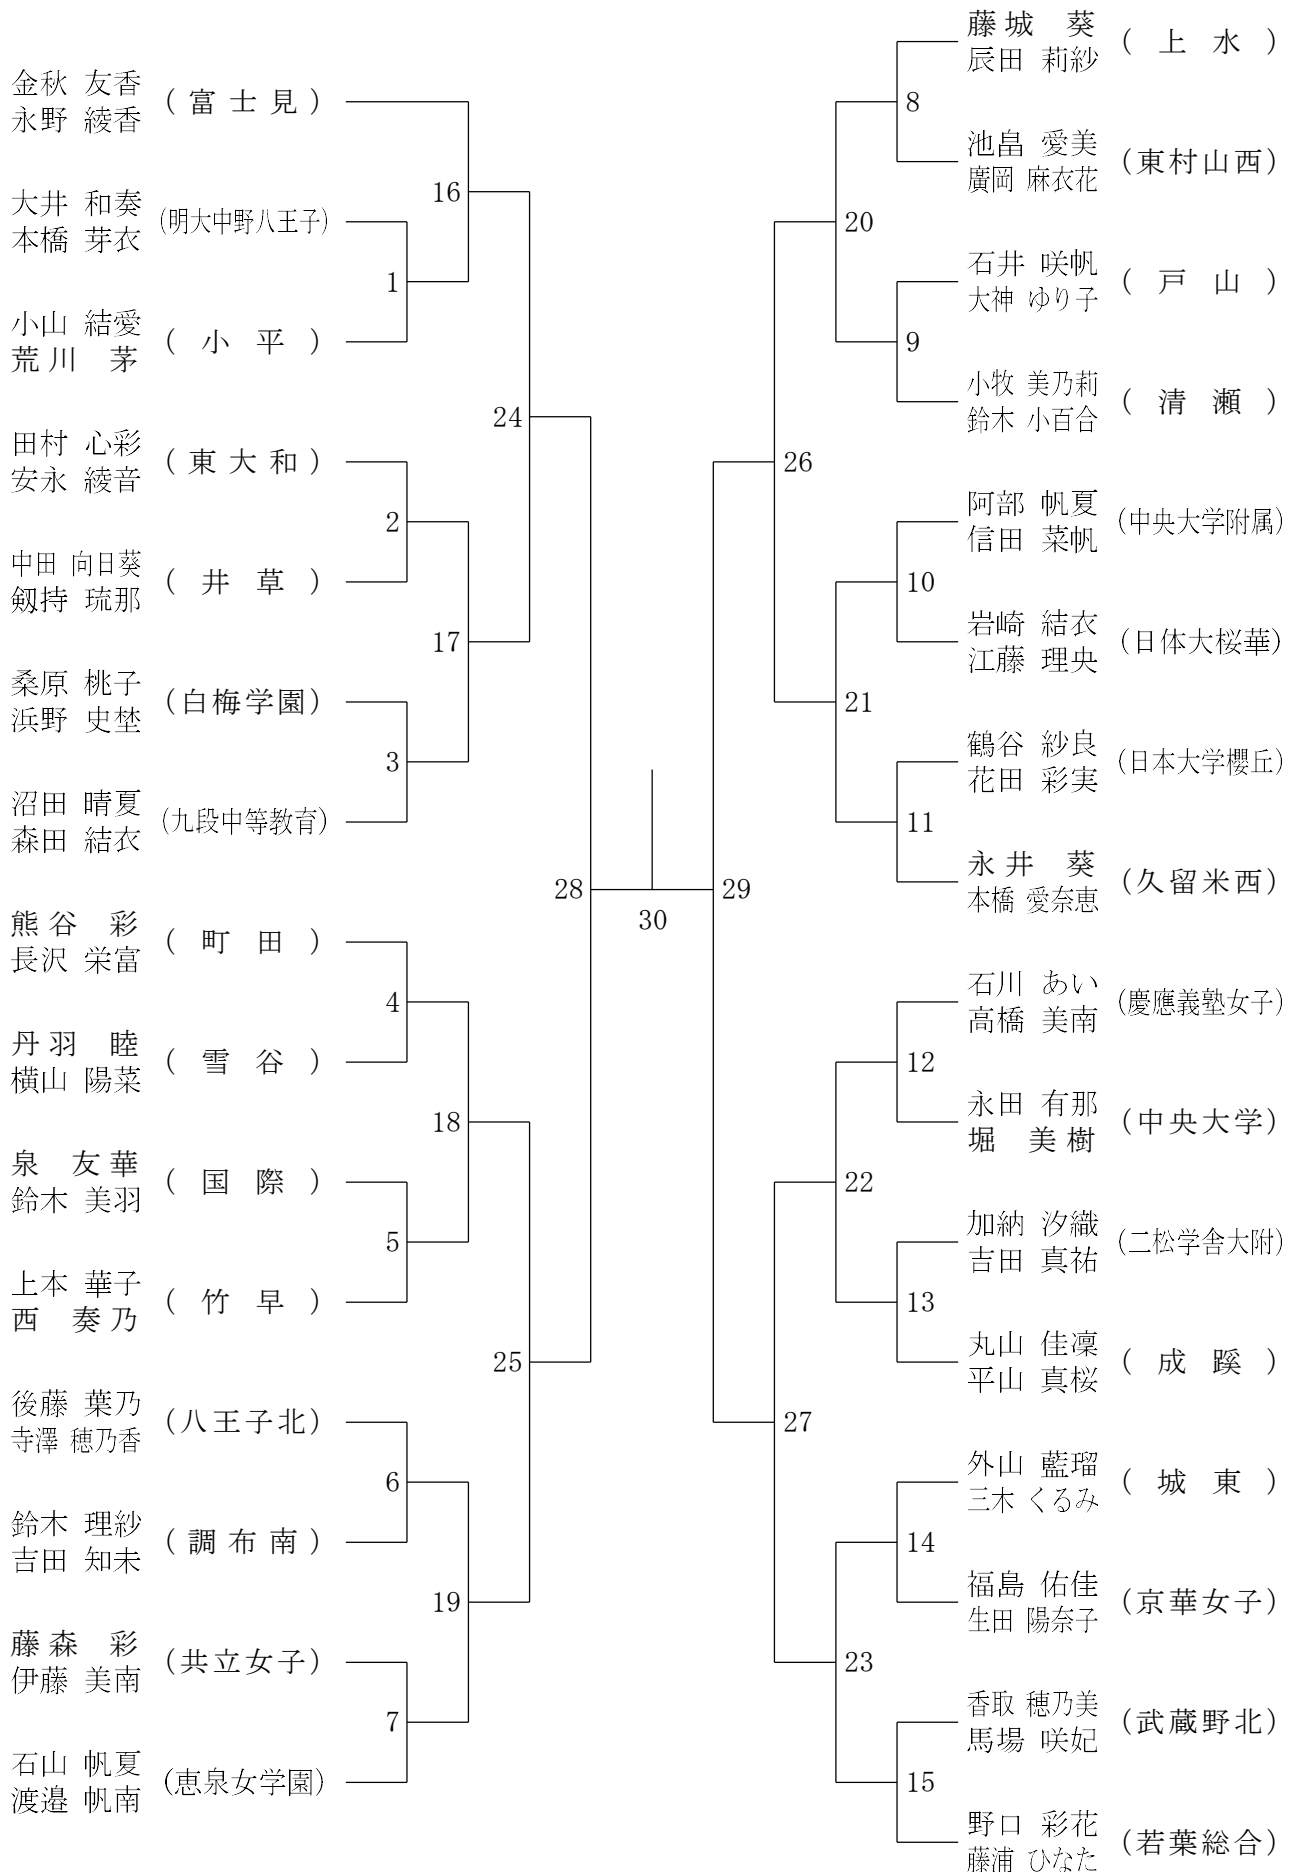 金秋 友香
永野 綾香
(富士見)
大井 和奏
本橋 芽衣
(明大中野八王子)
16
1
小山 結愛
荒川 茅
(小平)
24
田村 心彩
安永 綾音
(東大和)
2
中田 向日葵
剱持 琉那
(井草)
17
桑原 桃子
浜野 史埜
(白梅学園)
3
沼田 晴夏
森田 結衣
(九段中等教育)
28
熊谷 彩
長沢 栄富
(町田)
4
丹羽 睦
横山 陽菜
(雪谷)
18
泉 友華
鈴木 美羽
(国際)
5
上本 華子
西 奏乃
(竹早)
25
後藤 葉乃
寺澤 穂乃香
(八王子北)
6
鈴木 理紗
吉田 知未
(調布南)
19
藤森 彩
伊藤 美南
(共立女子)
7
石山 帆夏
渡邉 帆南
(恵泉女学園)
30
藤城 葵
辰田 莉紗
(上水)
8
池畠 愛美
廣岡 麻衣花
(東村山西)
20
石井 咲帆
大神 ゆり子
(戸山)
9
小牧 美乃莉
鈴木 小百合
(清瀬)
26
阿部 帆夏
信田 菜帆
(中央大学附属)
10
岩崎 結衣
江藤 理央
(日体大桜華)
21
鶴谷 紗良
花田 彩実
(日本大学櫻丘)
11
永井 葵
本橋 愛奈恵
(久留米西)
29
石川 あい
高橋 美南
(慶應義塾女子)
12
永田 有那
堀 美樹
(中央大学)
22
加納 汐織
吉田 真祐
(二松学舎大附)
13
丸山 佳凜
平山 真桜
(成蹊)
27
外山 藍瑠
三木 くるみ
(城東)
14
福島 佑佳
生田 陽奈子
(京華女子)
23
香取 穂乃美
馬場 咲妃
(武蔵野北)
15
野口 彩花
藤浦 ひなた
(若葉総合)